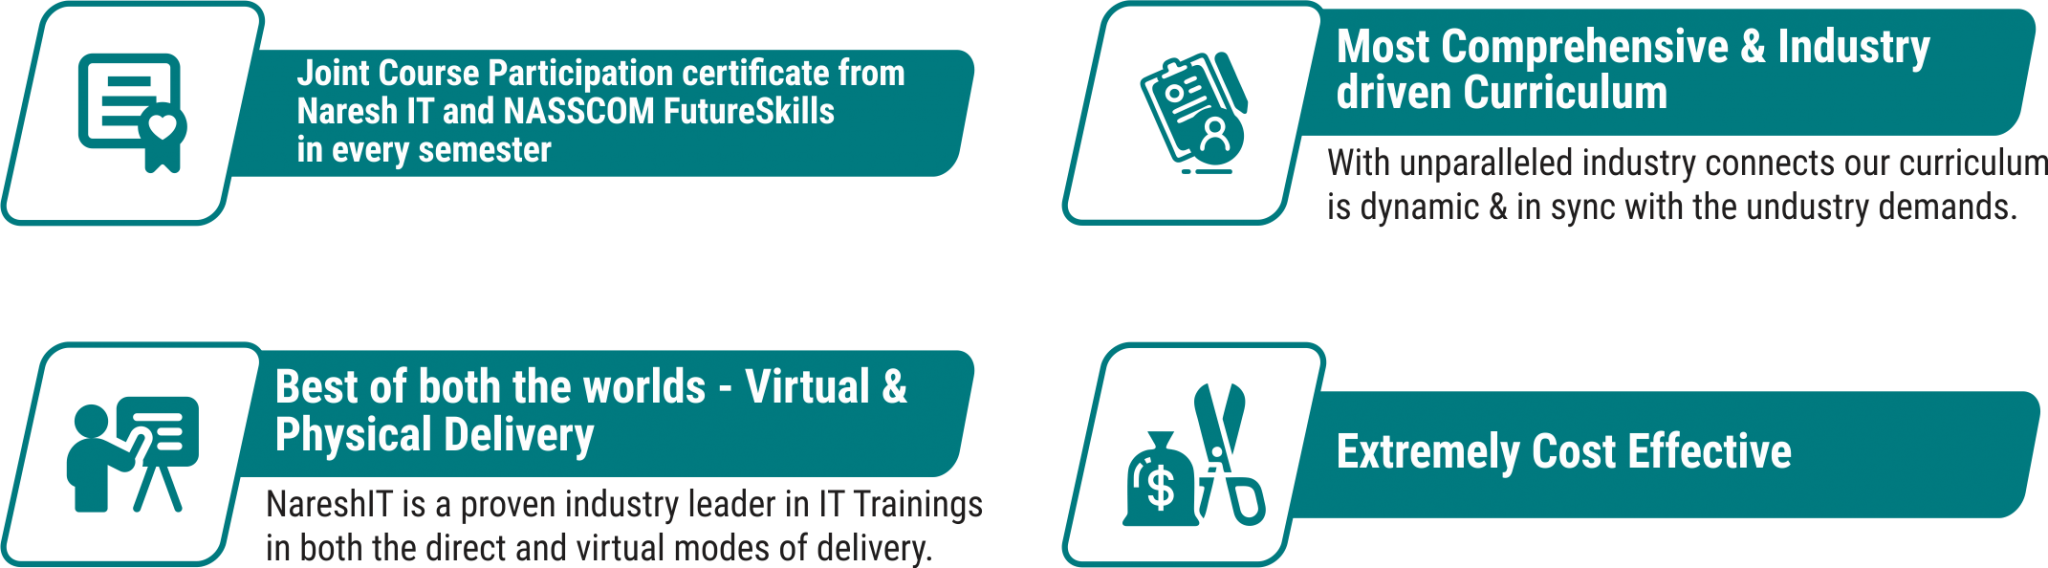 Joint Course Participation certificate from
Naresh IT and NASSCOM FutureSkills
in every semester
Most Comprehensive & Industry
driven Curriculum
With unparalleled industry connects our curriculum
is dynamic & in sync with the undustry demands.
Best of both the worlds - Virtual &
Physical Delivery
NareshIT is a proven industry leader in IT Trainings
in both the direct and virtual modes of delivery.
$
Extremely Cost Effective